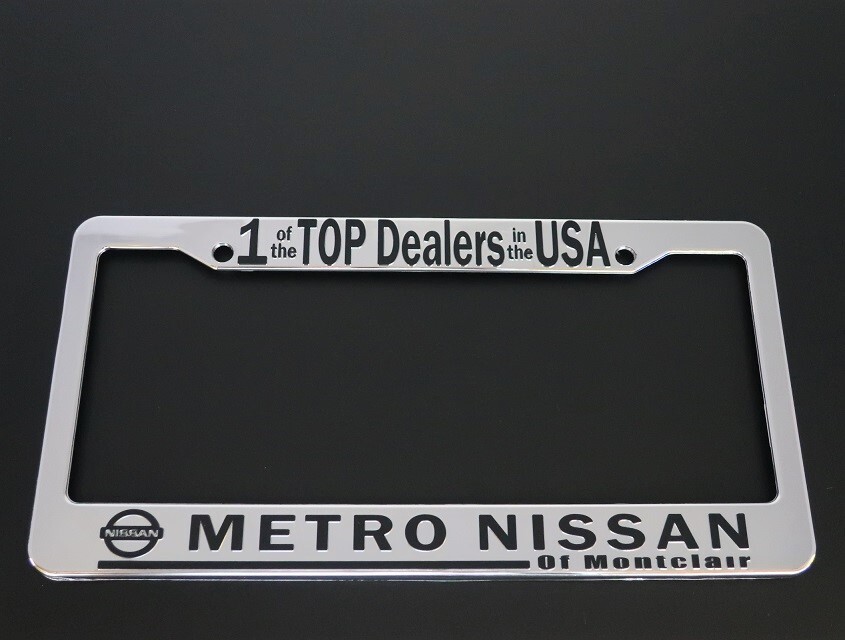 1 of the TOP Dealers in the USA
NISSAN METRO NISSAN
Of Montclair